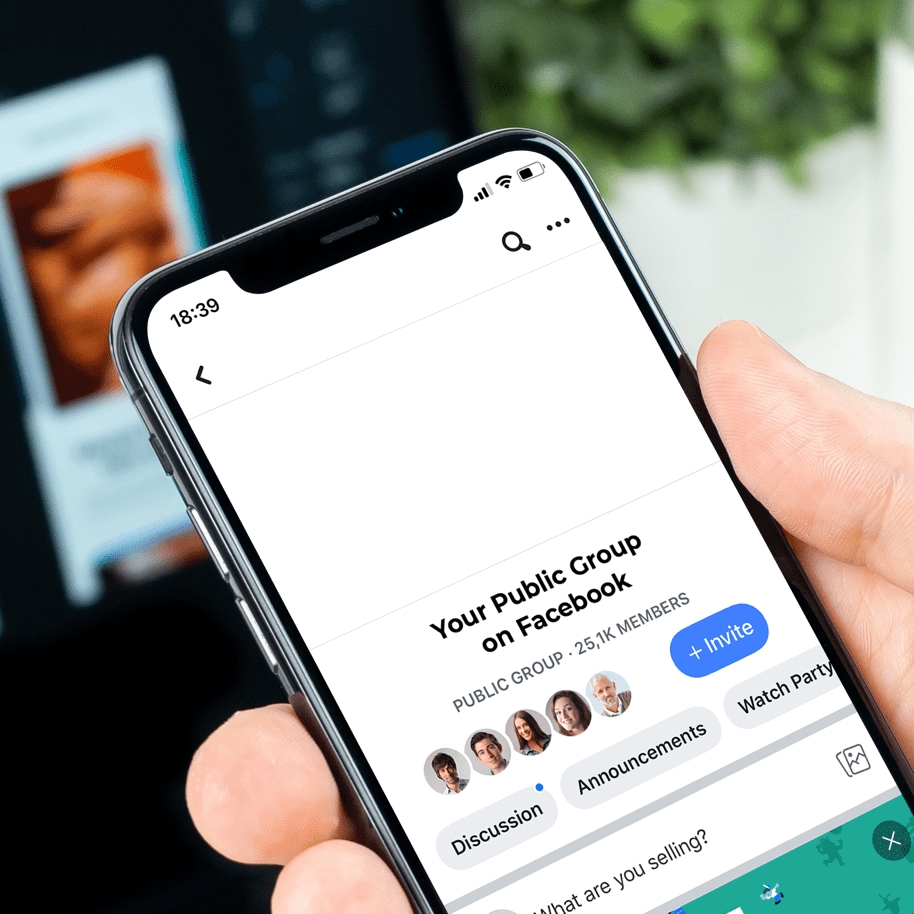 18:39
Your Public Group
on Facebook
PUBLIC GROUP · 25,1K MEMBERS
+ Invite
Discussion
Announcements
Watch Party
What are you selling?